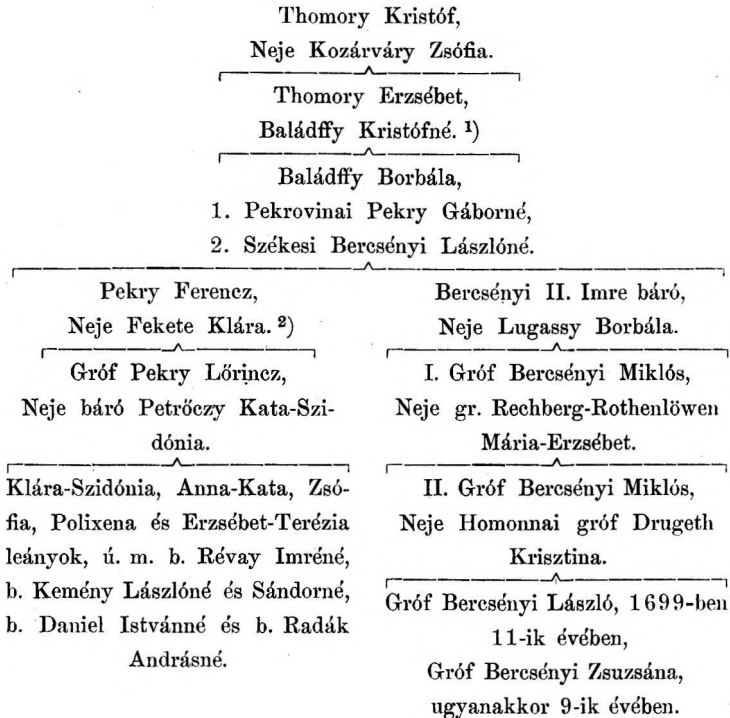 Thomory Kristóf,
Neje Kozárváry Zsófia.
Thomory Erzsébet,
Baládffy Kristófné. ¹)
Baládffy Borbála,
1. Pekrovinai Pekry Gáborné,
2. Székesi Bercsényi Lászlóné.
Pekry Ferencz,
Neje Fekete Klára. ²)
Gróf Pekry Lőrincz,
Neje báró Petrőczy Kata-Szi-
dónia.
Klára-Szidónia, Anna-Kata, Zsó-
fia, Polixena és Erzsébet-Terézia
leányok, ú. m. b. Révay Imréné,
b. Kemény Lászlóné és Sándorné,
b. Daniel Istvánné és b. Radák
Andrásné.
Bercsényi II. Imre báró,
Neje Lugassy Borbála.
I. Gróf Bercsényi Miklós,
Neje gr. Rechberg-Rothenlöwen
Mária-Erzsébet.
II. Gróf Bercsényi Miklós,
Neje Homonnai gróf Drugeth
Krisztina.
Gróf Bercsényi László, 1699-ben
11-ik évében,
Gróf Bercsényi Zsuzsána,
ugyanakkor 9-ik évében.